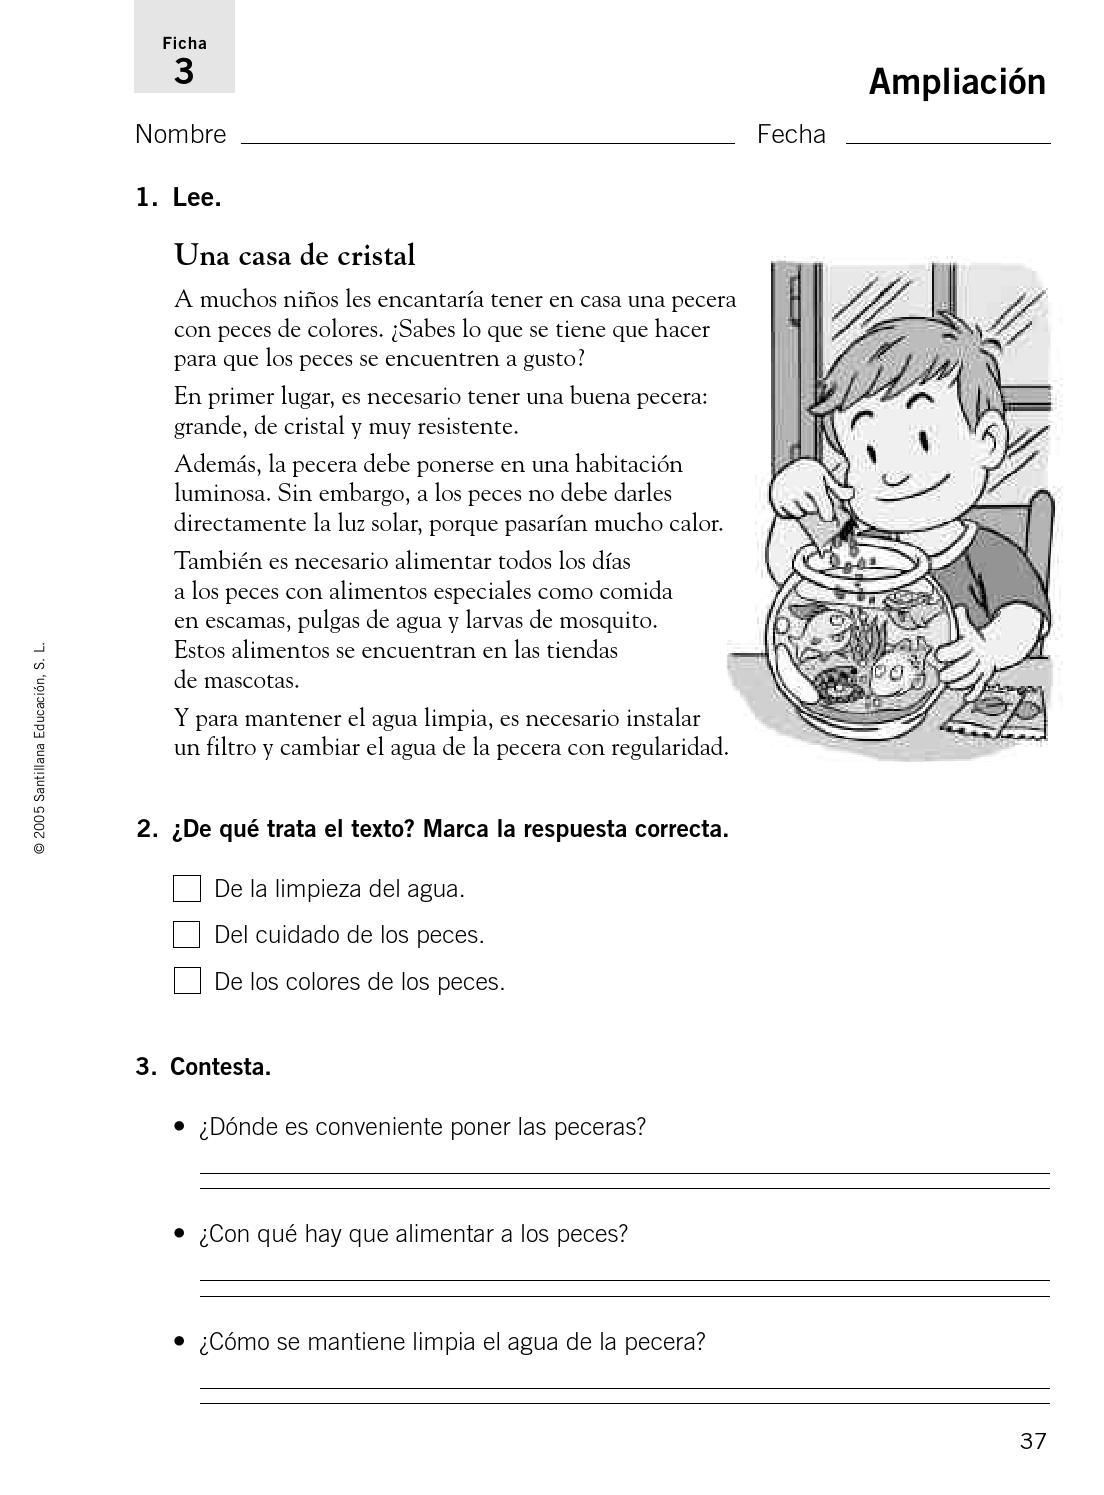 Ficha
3
Ampliación
Nombre
Fecha
1. Lee.
Una casa de cristal
A muchos niños les encantaría tener en casa una pecera
con peces de colores. ¿Sabes lo que se tiene que hacer
para que los peces se encuentren a gusto?
En primer lugar, es necesario tener una buena pecera:
grande, de cristal y muy resistente.
Además, la pecera debe ponerse en una habitación
luminosa. Sin embargo, a los peces no debe darles
directamente la luz solar, porque pasarían mucho calor.
También es necesario alimentar todos los días
a los peces con alimentos especiales como comida
en escamas, pulgas de agua y larvas de mosquito.
Estos alimentos se encuentran en las tiendas
de mascotas.
Y para mantener el agua limpia, es necesario instalar
un filtro y cambiar el agua de la pecera con regularidad.
2. ¿De qué trata el texto? Marca la respuesta correcta.
De la limpieza del agua.
Del cuidado de los peces.
De los colores de los peces.
3. Contesta.
• ¿Dónde es conveniente poner las peceras?
• ¿Con qué hay que alimentar a los peces?
• ¿Cómo se mantiene limpia el agua de la pecera?
© 2005 Santillana Educación, S. L.
37